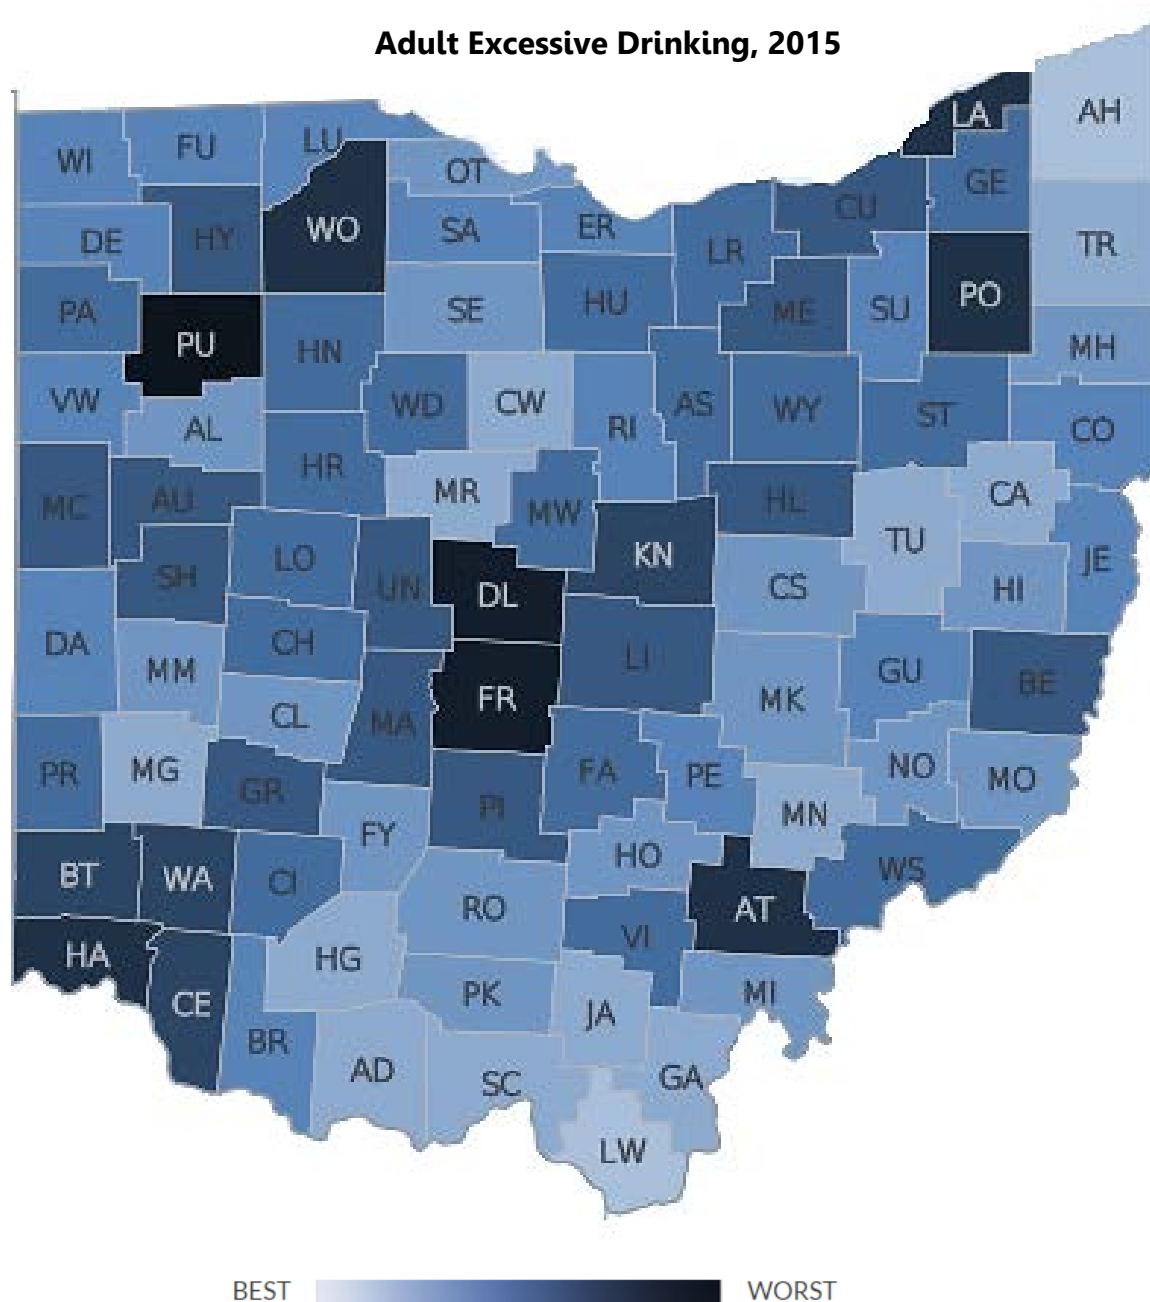 Adult Excessive Drinking, 2015
AH
LA
WI
FU
LU
OT
GE
CU
DE
HY
WO
SA
ER
LR
TR
PA
PU
HN
SE
HU
ME
SU
PO
MH
VW
AL
WD
CW
RI
AS
WY
ST
CO
MC
AU
HR
MR
MW
HL
TU
CA
SH
LO
UN
DL
KN
CS
HI
JE
DA
MM
CH
CL
MA
FR
LI
MK
GU
BE
PR
MG
GR
FY
PI
FA
PE
MN
NO
MO
BT
WA
CI
RO
HO
AT
WS
HA
CE
HG
PK
VI
MI
BR
AD
SC
JA
GA
LW
BEST WORST